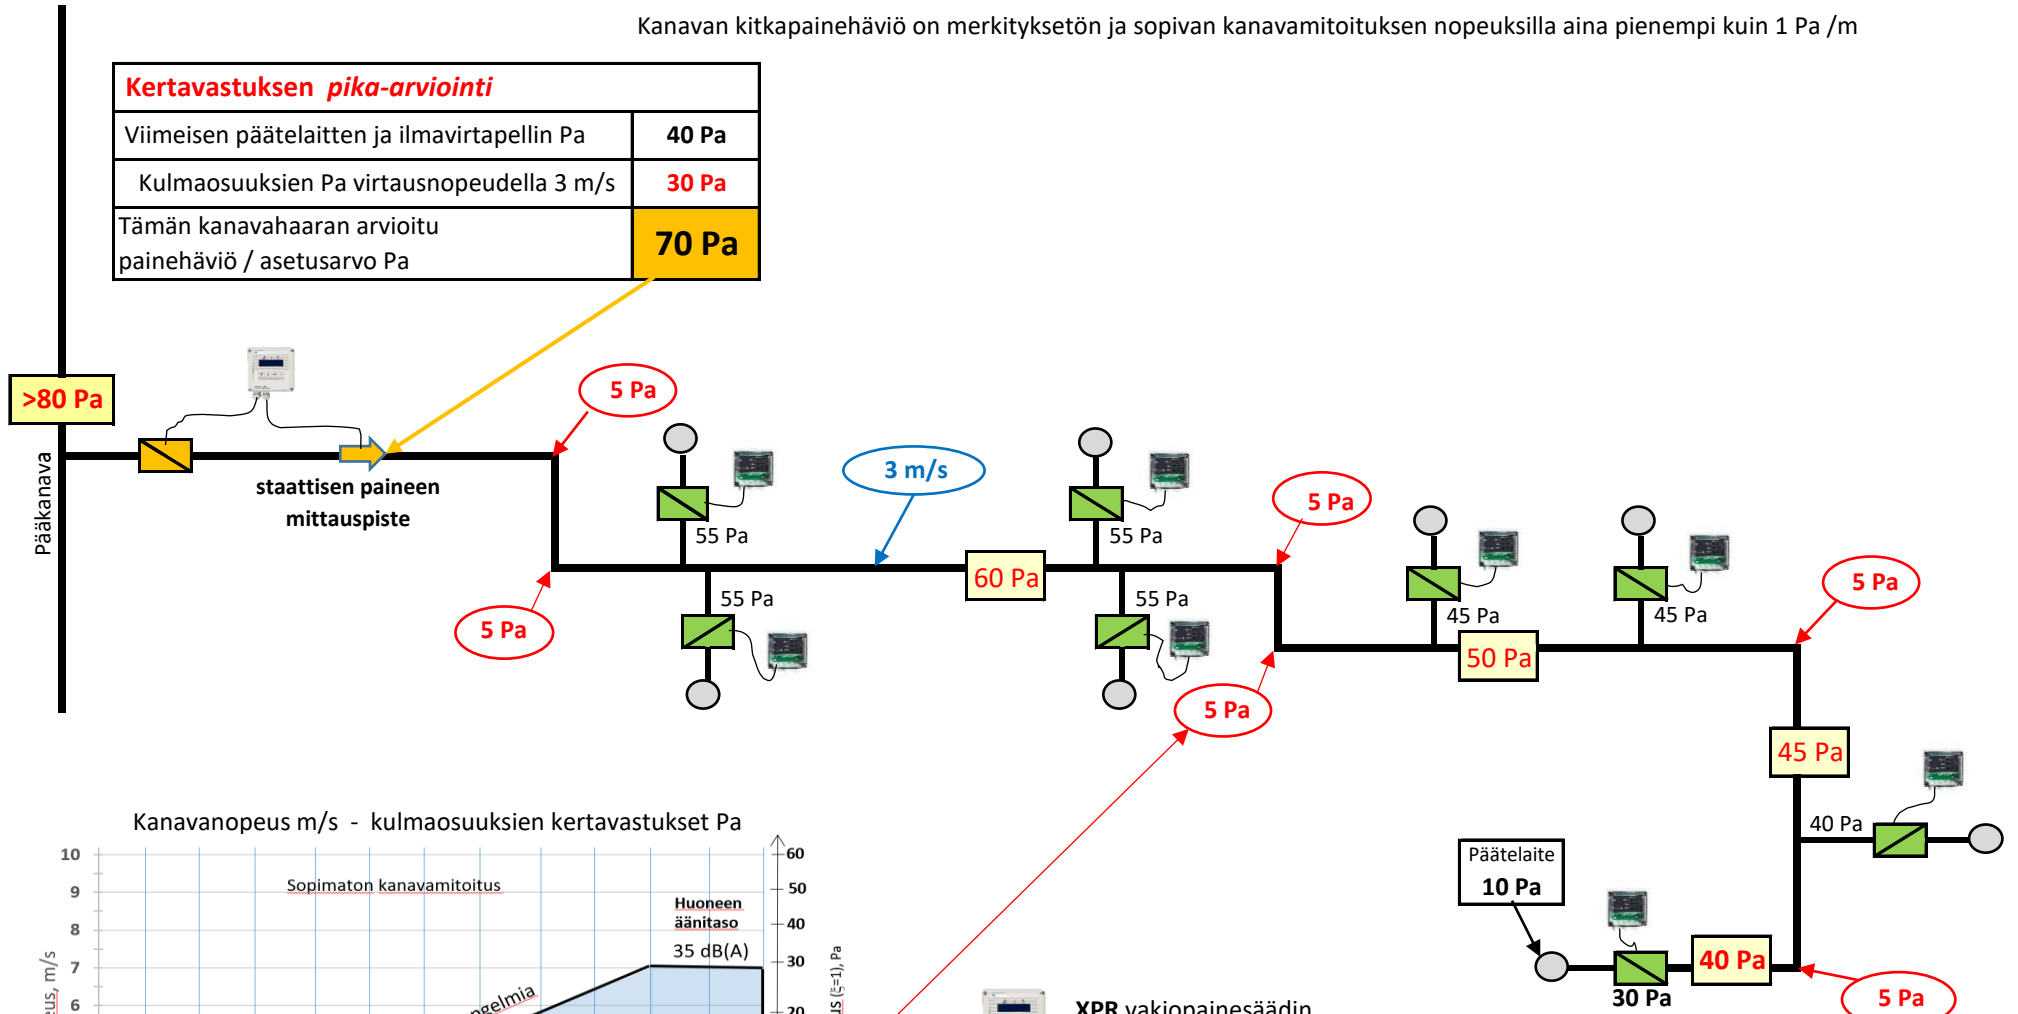 Kanavan kitkapainehäviö on merkityksetön ja sopivan kanavamitoituksen nopeuksilla aina pienempi kuin 1 Pa /m
Kertavastuksen pika-arviointi
Viimeisen päätelaitten ja ilmavirtapellin Pa 40 Pa
Kulmaosuuksien Pa virtausnopeudella 3 m/s 30 Pa
Tämän kanavahaaran arvioitu
painehäviö / asetusarvo Pa
70 Pa
>80 Pa
Pääkanava
staattisen paineen
mittauspiste
5 Pa
5 Pa
55 Pa
55 Pa
3 m/s
60 Pa
55 Pa
55 Pa
5 Pa
5 Pa
45 Pa
50 Pa
45 Pa
5 Pa
45 Pa
40 Pa
Päätelaite
10 Pa
30 Pa
40 Pa
5 Pa
Kanavanopeus m/s - kulmaosuuksien kertavastukset Pa
10
9
8
7
6
m/s
Sopimaton kanavamitoitus
Huoneen
äänitaso
35 dB(A)
60
50
40
30
20
(ξ=1), Pa
XPR vakiopainesäädin